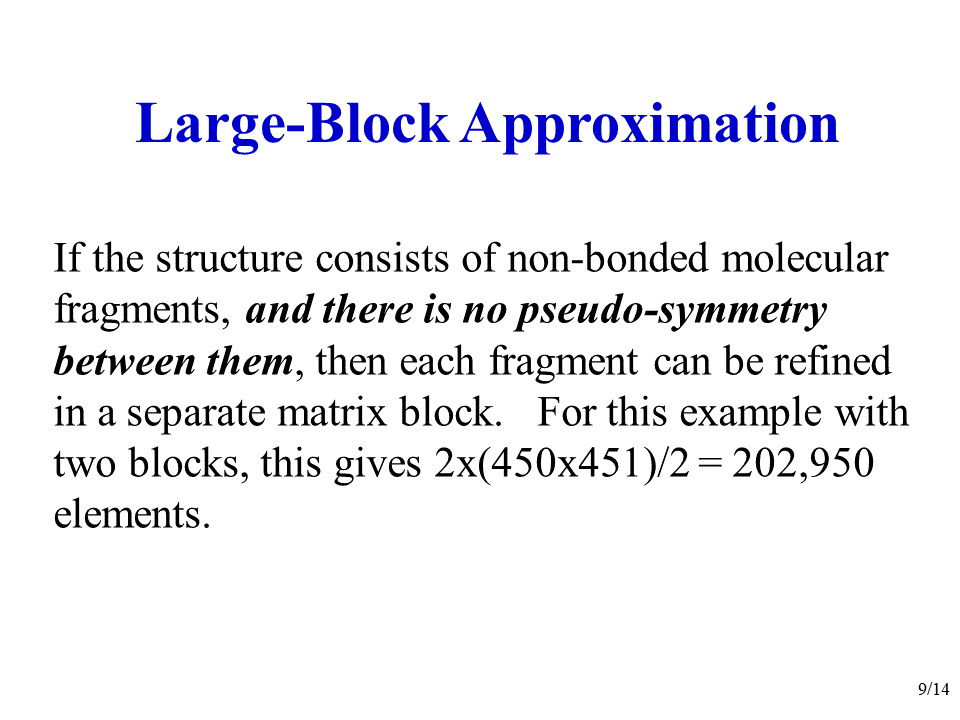 Large-Block Approximation
If the structure consists of non-bonded molecular
fragments, and there is no pseudo-symmetry
between them, then each fragment can be refined
in a separate matrix block.   For this example with
two blocks, this gives 2x(450x451)/2 = 202,950
elements.
9/14